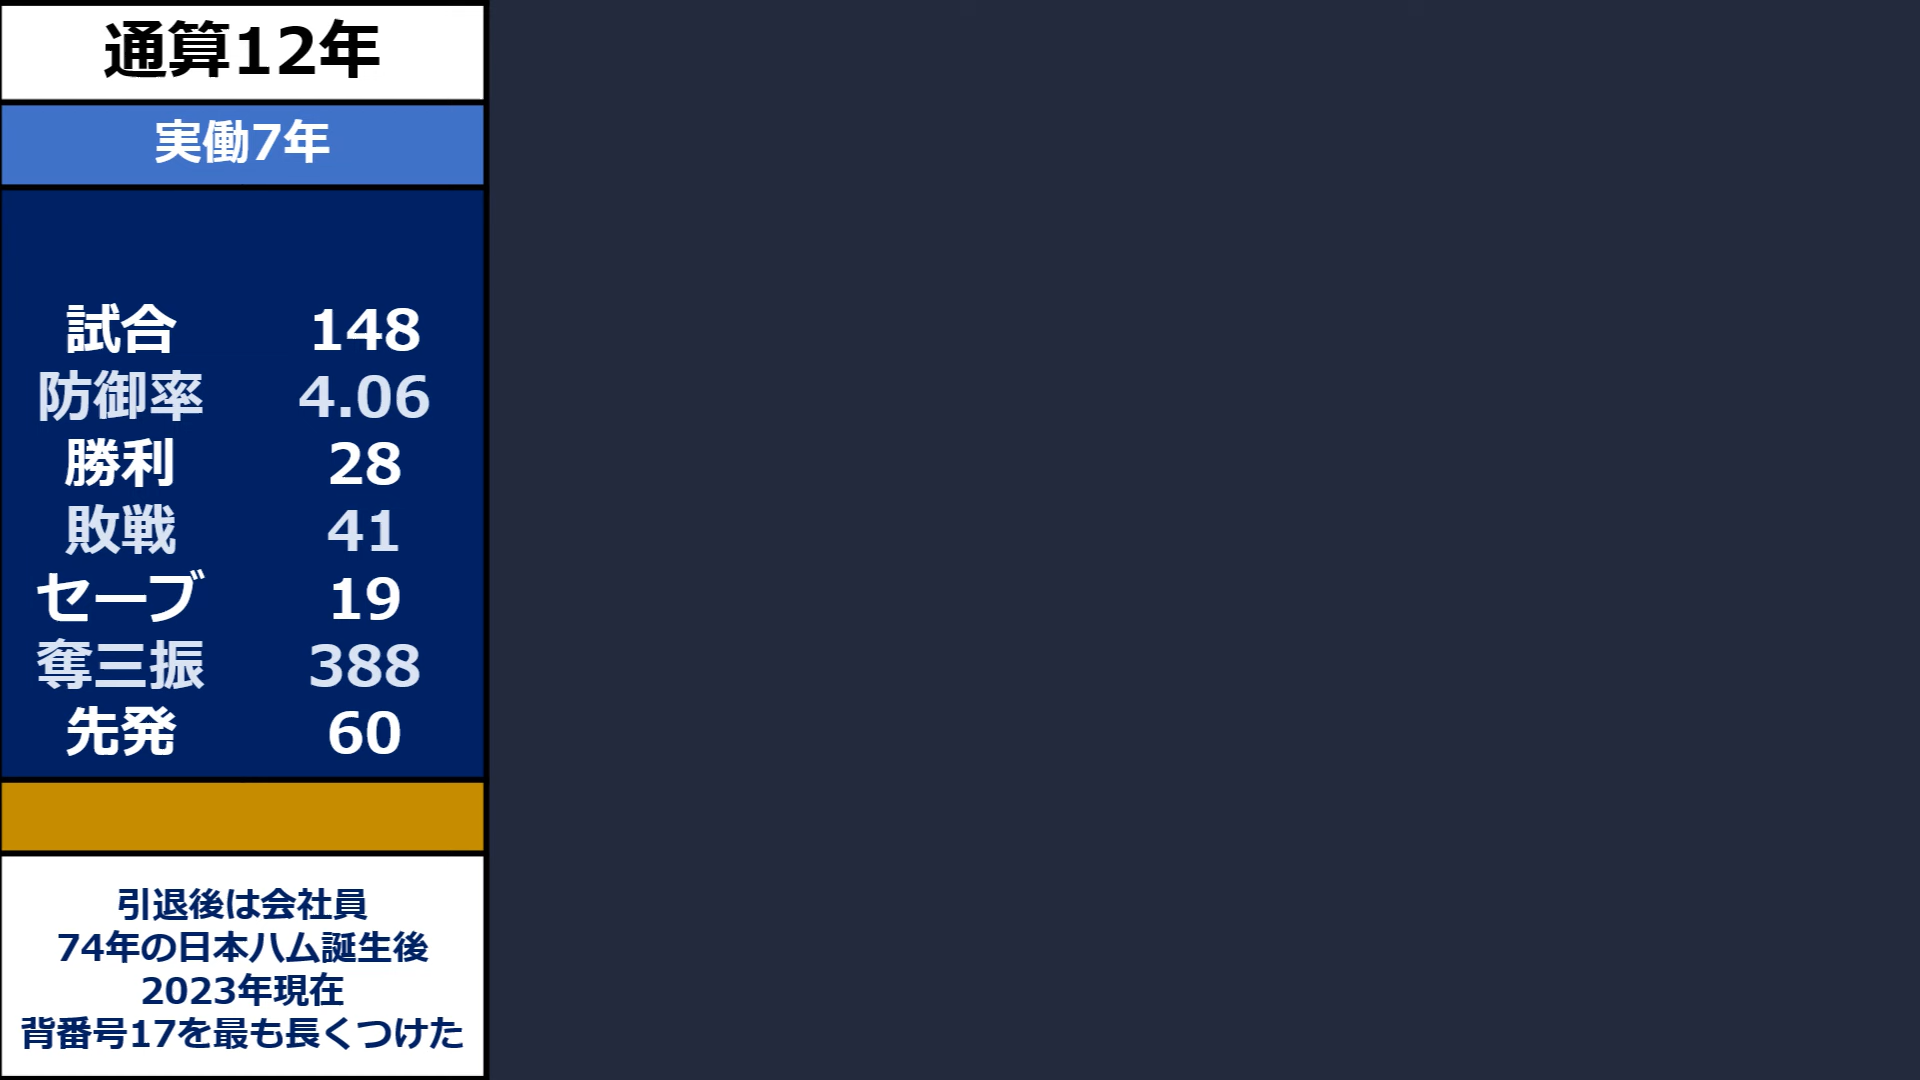 通算12年
実働7年
試合 148
防御率 4.06
勝利 28
敗戦 41
セーブ 19
奪三振 388
先発 60
引退後は会社員
74年の日本ハム誕生後
2023年現在
背番号17を最も長くつけた